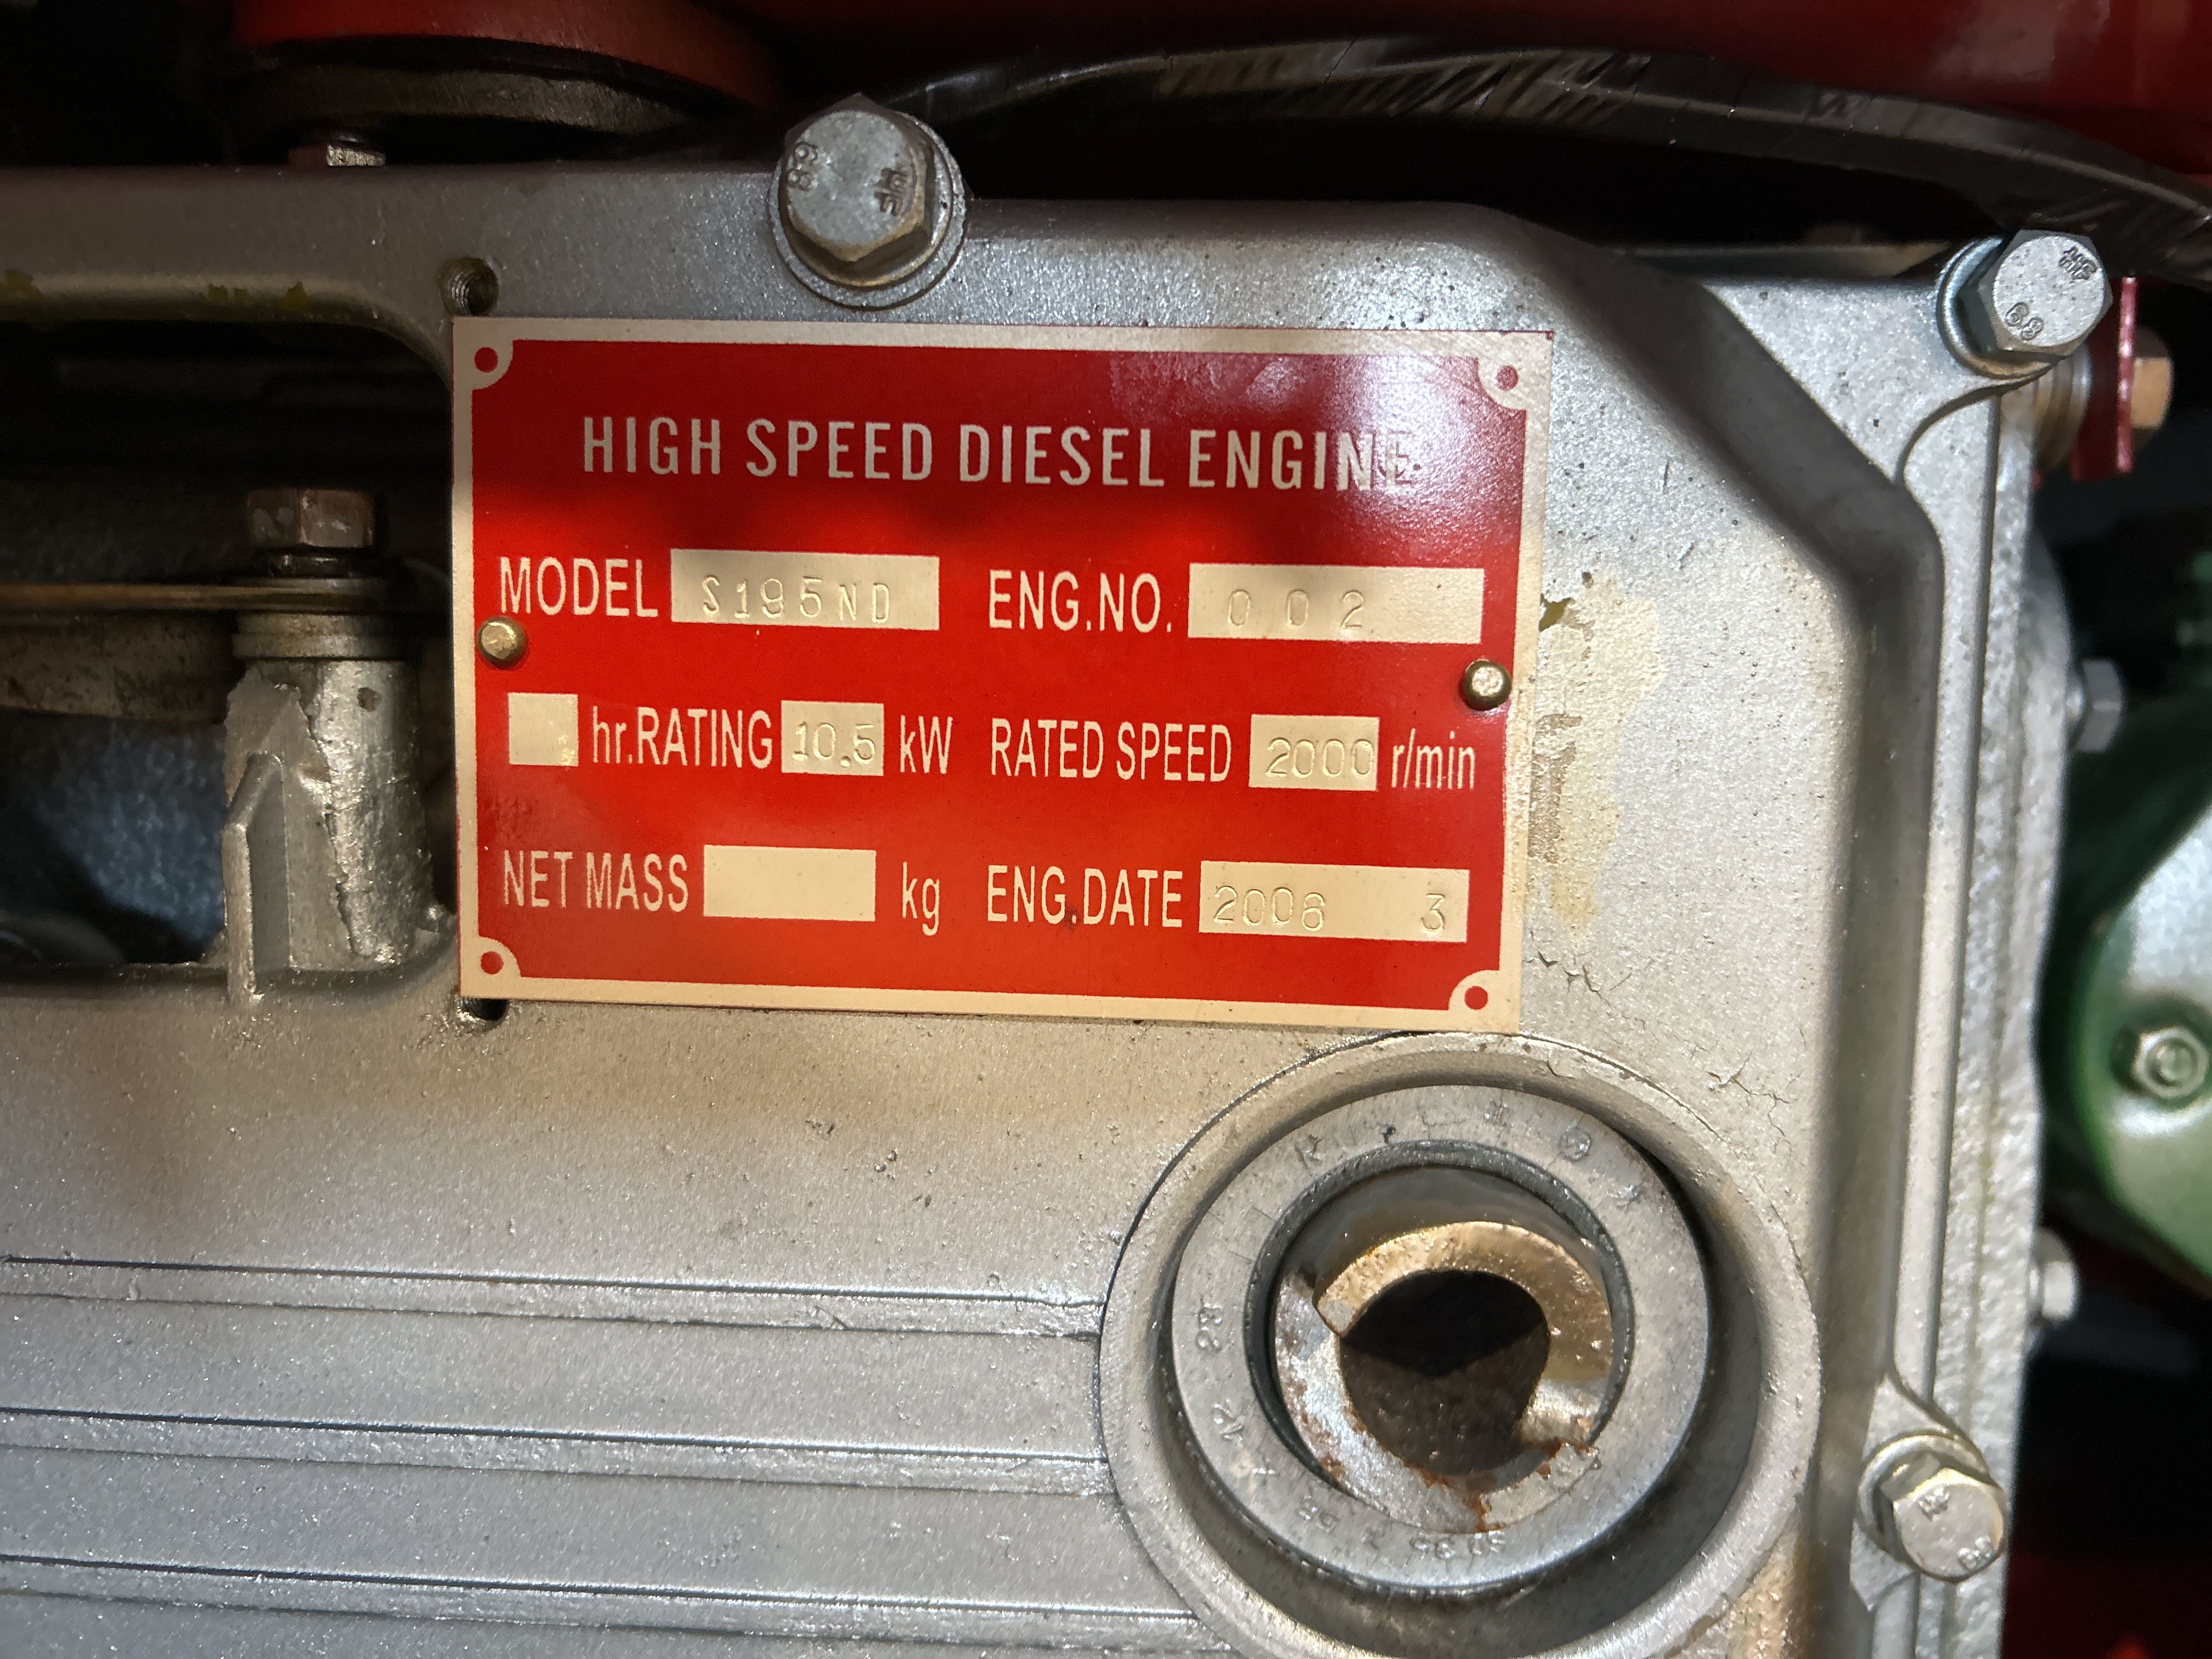 HIGH SPEED DIESEL ENGINE
MODEL S195ND ENG.NO. 002
hr.RATING 10.5 kW RATED SPEED 2000 r/min
NET MASS kg ENG.DATE 2008 3